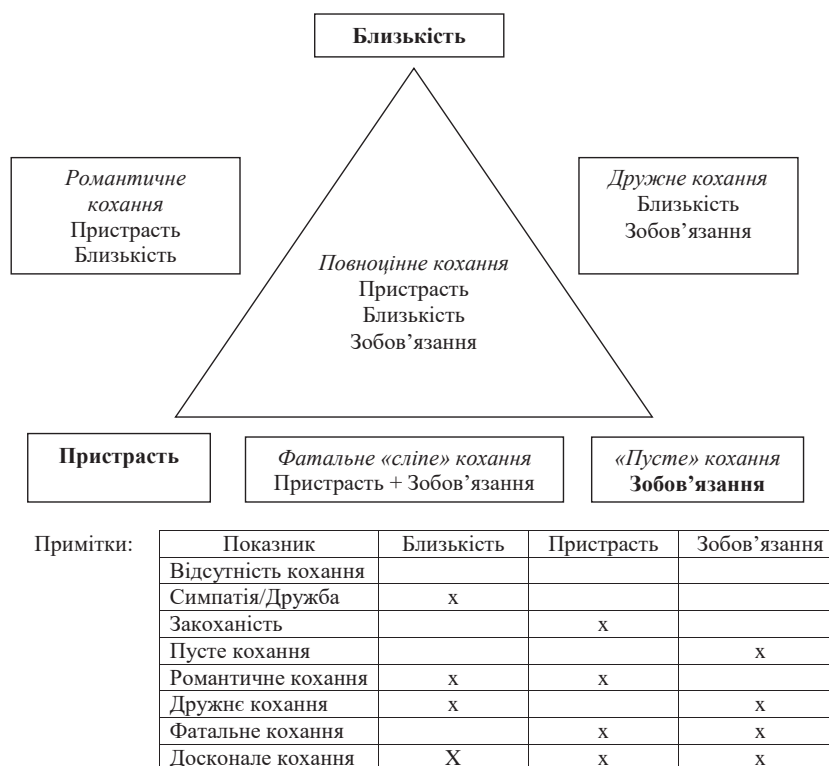 Близькість
Романтичне
кохання
Пристрасть
Близькість
Дружне кохання
Близькість
Зобов’язання
Повноцінне кохання
Пристрасть
Близькість
Зобов’язання
Пристрасть
Фатальне «сліпе» кохання
Пристрасть + Зобов’язання
«Пусте» кохання
Зобов’язання
Примітки:
Показник Близькість Пристрасть Зобов’язання
Відсутність кохання
Симпатія/Дружба x
Закоханість x
Пусте кохання x
Романтичне кохання x x
Дружнє кохання x x
Фатальне кохання x x
Досконале кохання X x x